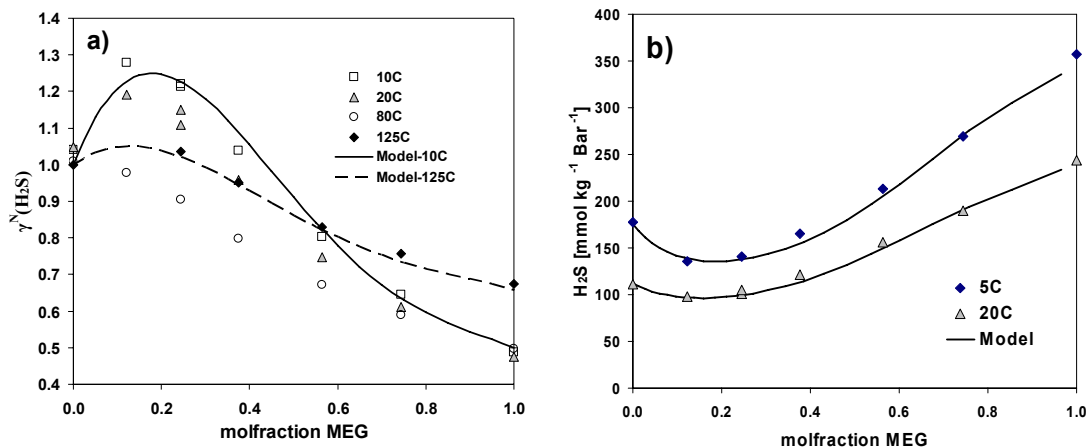 a)
1.4
1.3
1.2
1.1
1.0
0.9
0.8
0.7
0.6
0.5
0.4
γᴺ(H₂S)
10C
20C
80C
125C
Model-10C
Model-125C
0.0 0.2 0.4 0.6 0.8 1.0
molfraction MEG
b)
400
350
300
250
200
150
100
50
0
H₂S [mmol kg⁻¹ Bar⁻¹]
5C
20C
Model
0.0 0.2 0.4 0.6 0.8 1.0
molfraction MEG